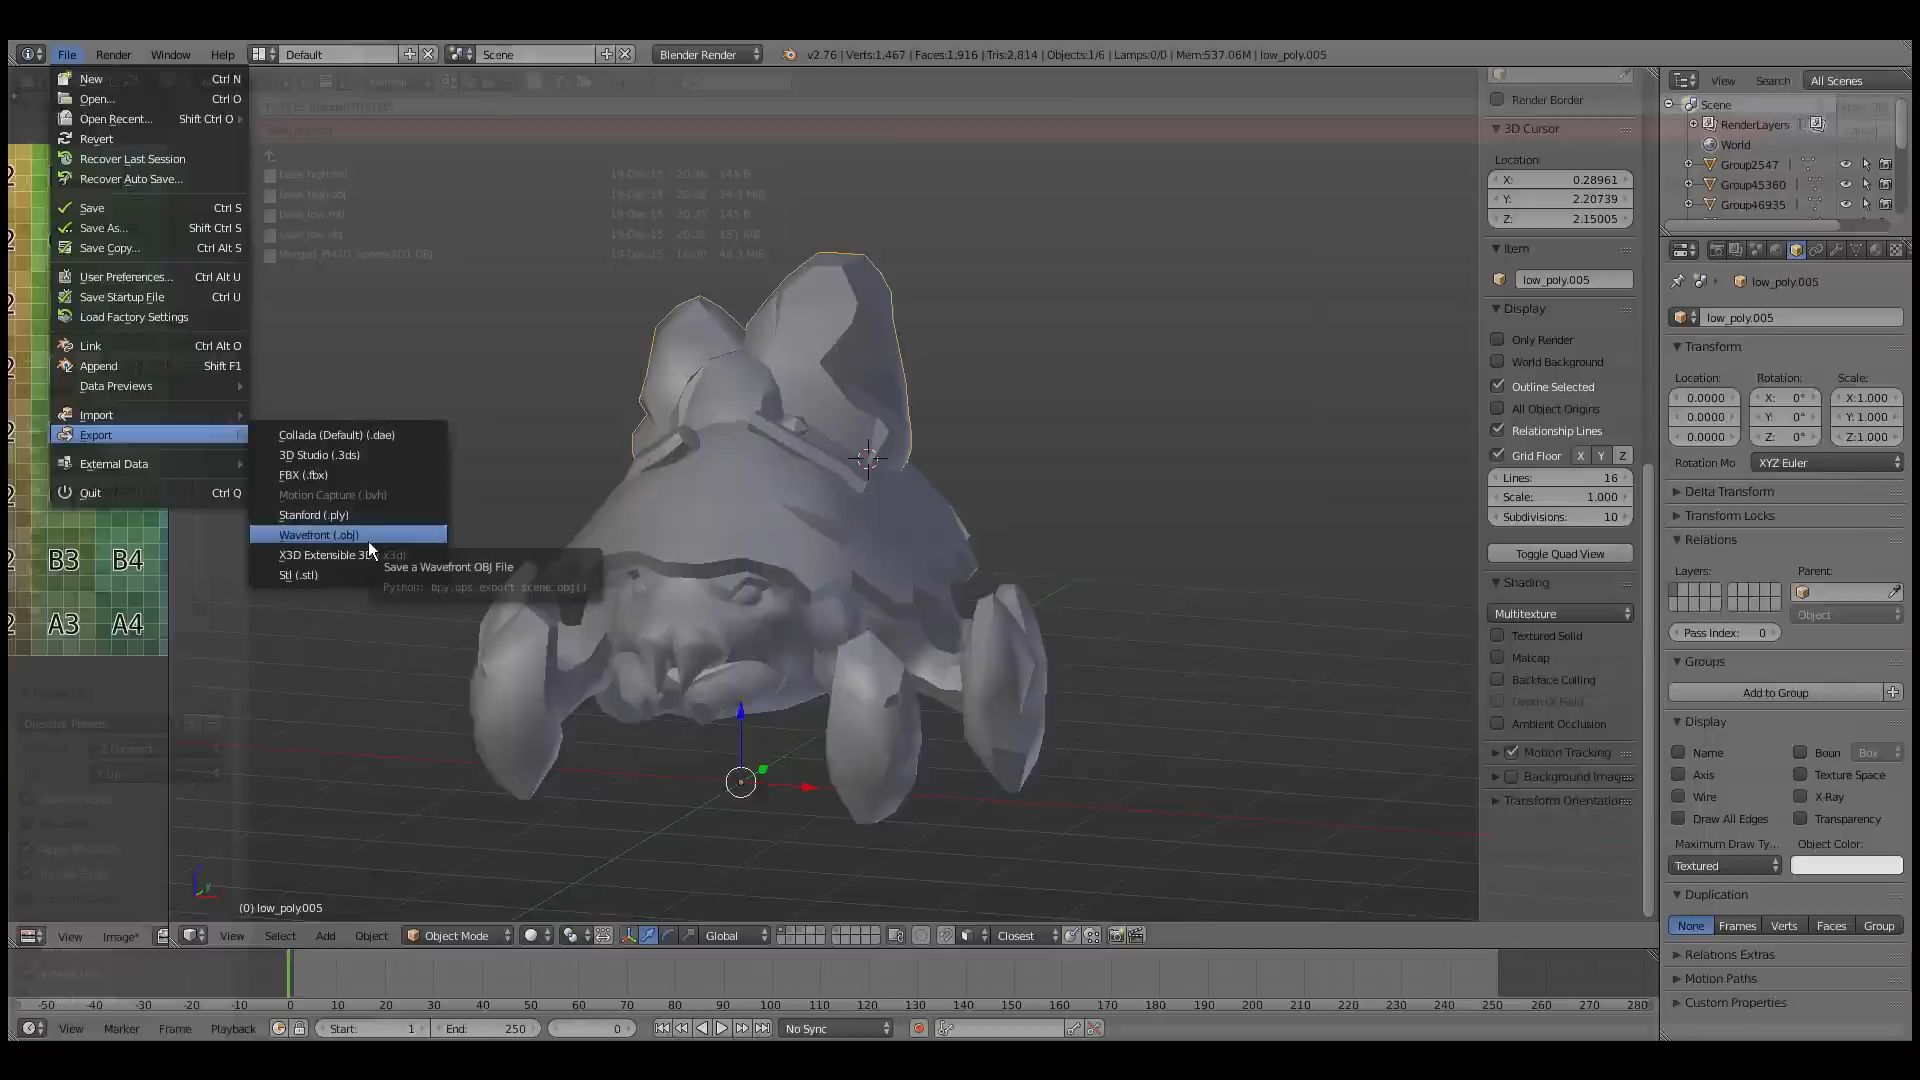 File Render Window Help Default Scene Blender Render v2.76 | Verts:1,467 | Faces:1,916 | Tris:2,814 | Objects:1/6 | Lamps:0/0 | Mem:537.06M | low_poly.005
New Ctrl N
Open... Ctrl O
Open Recent... Shift Ctrl O
Revert
Recover Last Session
Recover Auto Save...
Save Ctrl S
Save As... Shift Ctrl S
Save Copy... Ctrl Alt S
User Preferences... Ctrl Alt U
Save Startup File Ctrl U
Load Factory Settings
Link Ctrl Alt O
Append Shift F1
Data Previews
Import
Export
External Data
Quit Ctrl Q
Collada (Default) (.dae)
3D Studio (.3ds)
FBX (.fbx)
Motion Capture (.bvh)
Stanford (.ply)
Wavefront (.obj)
X3D Extensible 3D
Stl (.stl)
Save a Wavefront OBJ File
Python: bpy.ops.export_scene.obj()
B3 B4
A3 A4
(0) low_poly.005
Render Border
3D Cursor
Location:
X: 0.28961
Y: 2.20739
Z: 2.15005
Item
low_poly.005
Display
Only Render
World Background
Outline Selected
All Object Origins
Relationship Lines
Grid Floor X Y Z
Lines: 16
Scale: 1.000
Subdivisions: 10
Toggle Quad View
Shading
Multitexture
Textured Solid
Matcap
Backface Culling
Depth Of Field
Ambient Occlusion
Motion Tracking
Background Images
Transform Orientations
View Search All Scenes
Scene
RenderLayers
World
Group2547
Group45360
Group46935
low_poly.005
low_poly.005
Transform
Location: Rotation: Scale:
0.0000 X: 0° X:1.000
0.0000 Y: 0° Y: 1.000
0.0000 Z: 0° Z:1.000
Rotation Mo XYZ Euler
Delta Transform
Transform Locks
Relations
Layers: Parent:
Object
Pass Index: 0
Groups
Add to Group
Display
Name Boun Box
Axis Texture Space
Wire X-Ray
Draw All Edges Transparency
Maximum Draw Ty... Object Color:
Textured
Duplication
None Frames Verts Faces Group
Relations Extras
Motion Paths
Custom Properties
View Image* View Select Add Object Object Mode Global Closest
-50 -40 -30 -20 -10 0 10 20 30 40 50 60 70 80 90 100 110 120 130 140 150 160 170 180 190 200 210 220 230 240 250 260 270 280
View Marker Frame Playback Start: 1 End: 250 0 No Sync